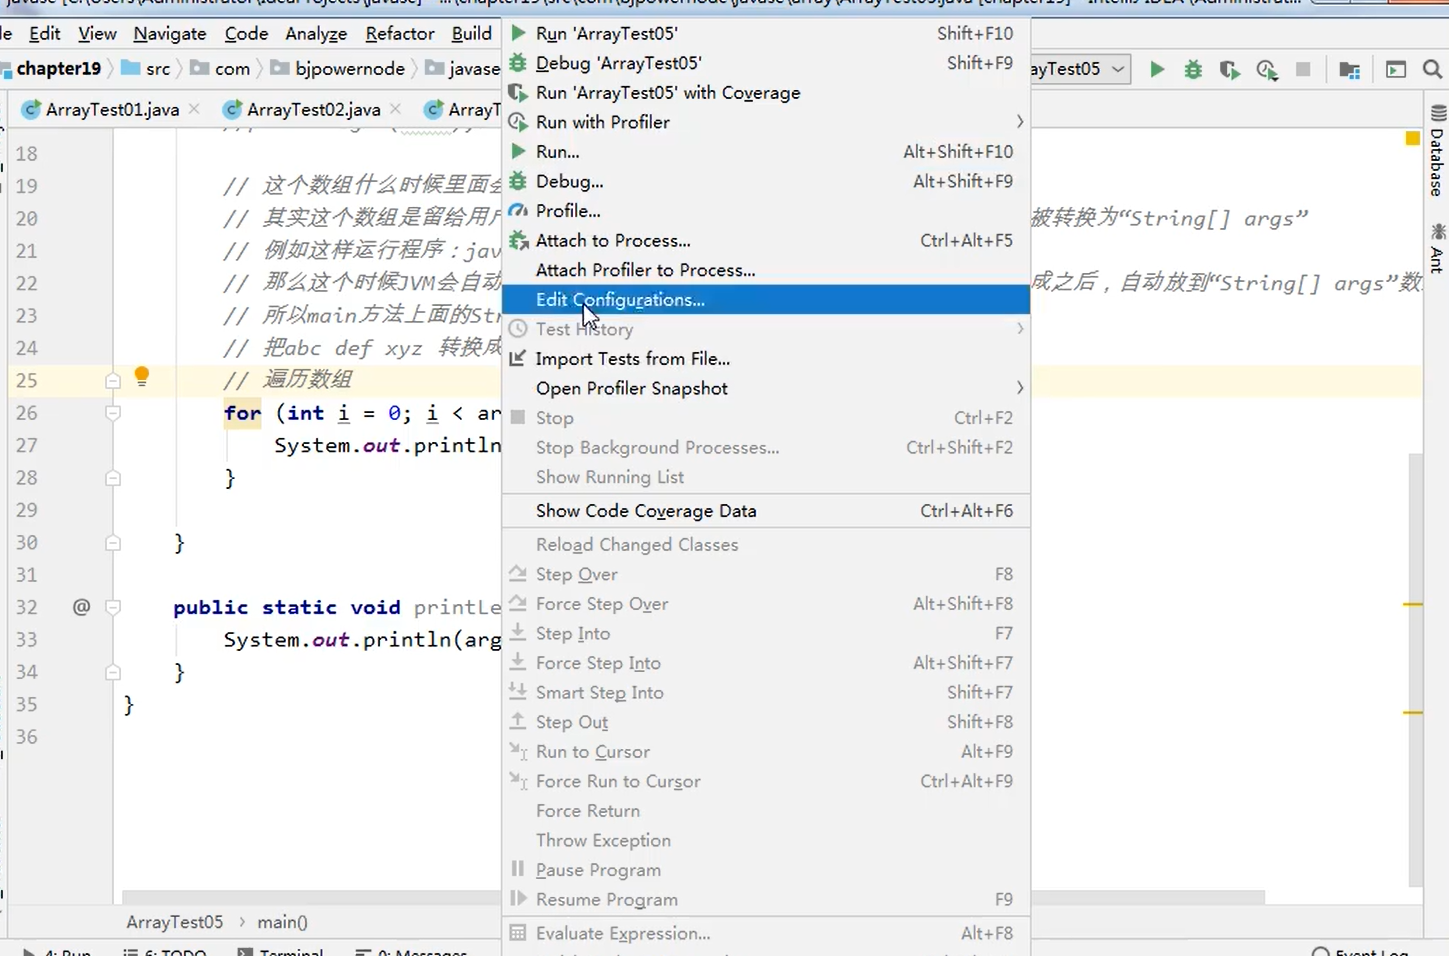 Edit View Navigate Code Analyze Refactor Build
chapter19 src com bjpowernode javase
ayTest05
ArrayTest01.java ArrayTest02.java ArrayT
Run 'ArrayTest05' Shift+F10
Debug 'ArrayTest05' Shift+F9
Run 'ArrayTest05' with Coverage
Run with Profiler
Run... Alt+Shift+F10
Debug... Alt+Shift+F9
Profile...
Attach to Process... Ctrl+Alt+F5
Attach Profiler to Process...
Edit Configurations...
Test History
Import Tests from File...
Open Profiler Snapshot
Stop Ctrl+F2
Stop Background Processes... Ctrl+Shift+F2
Show Running List
Show Code Coverage Data Ctrl+Alt+F6
Reload Changed Classes
Step Over F8
Force Step Over Alt+Shift+F8
Step Into F7
Force Step Into Alt+Shift+F7
Smart Step Into Shift+F7
Step Out Shift+F8
Run to Cursor Alt+F9
Force Run to Cursor Ctrl+Alt+F9
Force Return
Throw Exception
Pause Program
Resume Program F9
Evaluate Expression... Alt+F8
18
19 // 这个数组什么时候里面会
20 // 其实这个数组是留给用户 被转换为“String[] args”
21 // 例如这样运行程序：jav
22 // 那么这个时候JVM会自动 成之后，自动放到“String[] args”数
23 // 所以main方法上面的Str
24 // 把abc def xyz 转换成
25 // 遍历数组
26 for (int i = 0; i < ar
27 System.out.println
28 }
29
30 }
31
32 @ public static void printLe
33 System.out.println(arg
34 }
35 }
36
Database
Ant
ArrayTest05 main()
4: Run 6: TODO Terminal 0: Messages Event Log